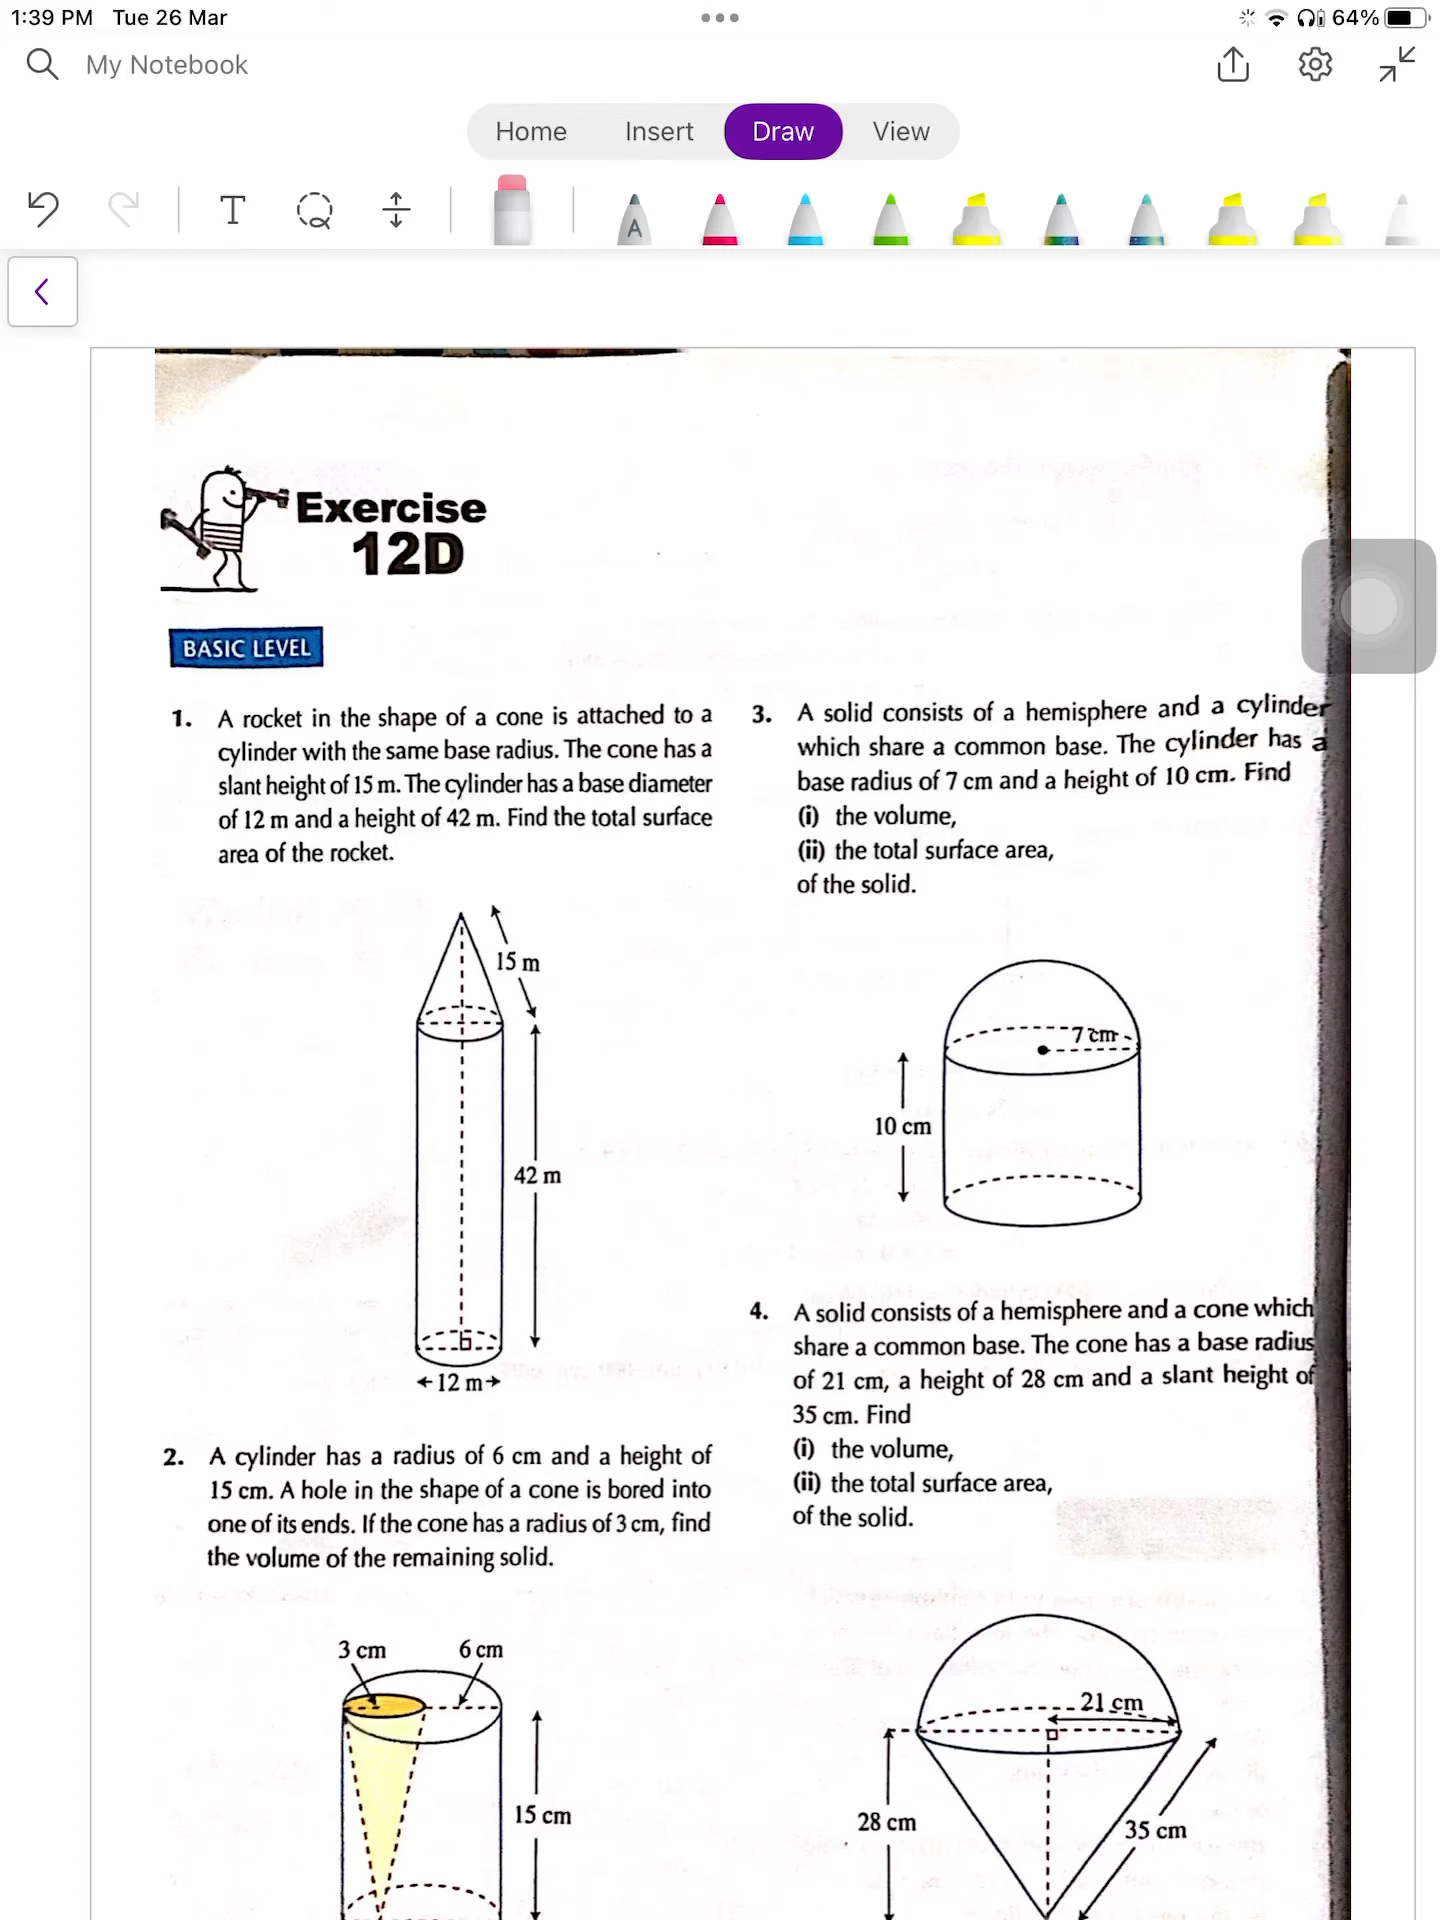 1:39 PM Tue 26 Mar
64%
My Notebook
Home Insert Draw View
T
A
Exercise
12D
BASIC LEVEL
1. A rocket in the shape of a cone is attached to a
cylinder with the same base radius. The cone has a
slant height of 15 m. The cylinder has a base diameter
of 12 m and a height of 42 m. Find the total surface
area of the rocket.
15 m
42 m
12 m
2. A cylinder has a radius of 6 cm and a height of
15 cm. A hole in the shape of a cone is bored into
one of its ends. If the cone has a radius of 3 cm, find
the volume of the remaining solid.
3 cm 6 cm
15 cm
3. A solid consists of a hemisphere and a cylinder
which share a common base. The cylinder has a
base radius of 7 cm and a height of 10 cm. Find
(i) the volume,
(ii) the total surface area,
of the solid.
7 cm
10 cm
4. A solid consists of a hemisphere and a cone which
share a common base. The cone has a base radius
of 21 cm, a height of 28 cm and a slant height of
35 cm. Find
(i) the volume,
(ii) the total surface area,
of the solid.
21 cm
28 cm
35 cm